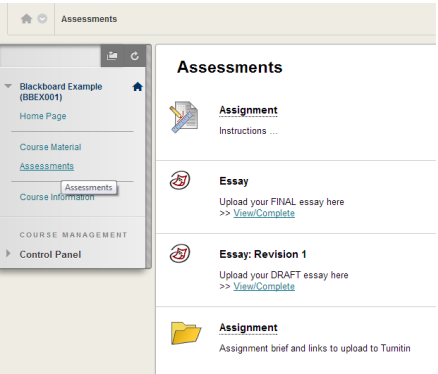 Assessments
Blackboard Example
(BBEX001)
Home Page
Course Material
Assessments
Assessments
Course Information
COURSE MANAGEMENT
Control Panel
Assessments
Assignment
Instructions ...
Essay
Upload your FINAL essay here
>> View/Complete
Essay: Revision 1
Upload your DRAFT essay here
>> View/Complete
Assignment
Assignment brief and links to upload to Turnitin